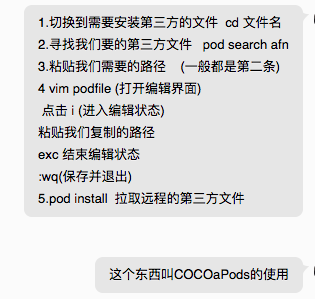 1.切换到需要安装第三方的文件 cd 文件名
2.寻找我们要的第三方文件 pod search afn
3.粘贴我们需要的路径 (一般都是第二条)
4 vim podfile (打开编辑界面)
点击 i (进入编辑状态)
粘贴我们复制的路径
exc 结束编辑状态
:wq(保存并退出)
5.pod install 拉取远程的第三方文件
这个东西叫COCOaPods的使用